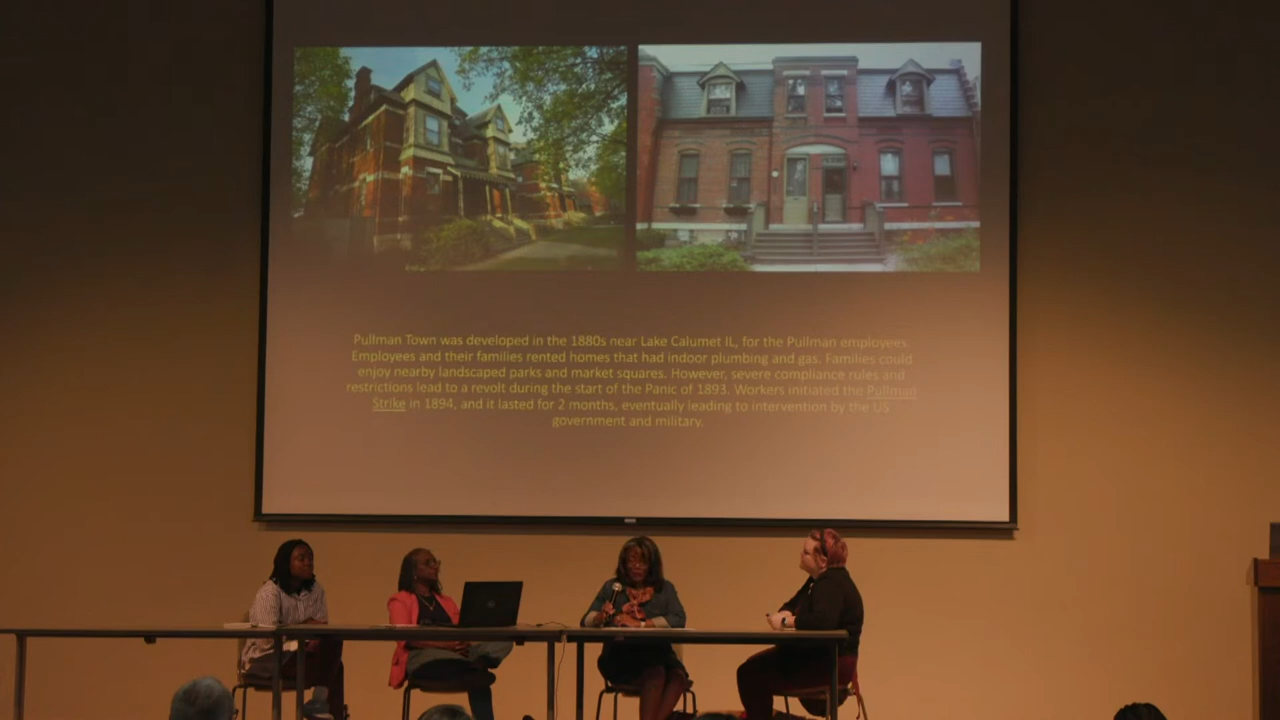 Pullman Town was developed in the 1880s near Lake Calumet IL, for the Pullman employees.
Employees and their families rented homes that had indoor plumbing and gas. Families could
enjoy nearby landscaped parks and market squares. However, severe compliance rules and
restrictions lead to a revolt during the start of the Panic of 1893. Workers initiated the Pullman
Strike in 1894, and it lasted for 2 months, eventually leading to intervention by the US
government and military.